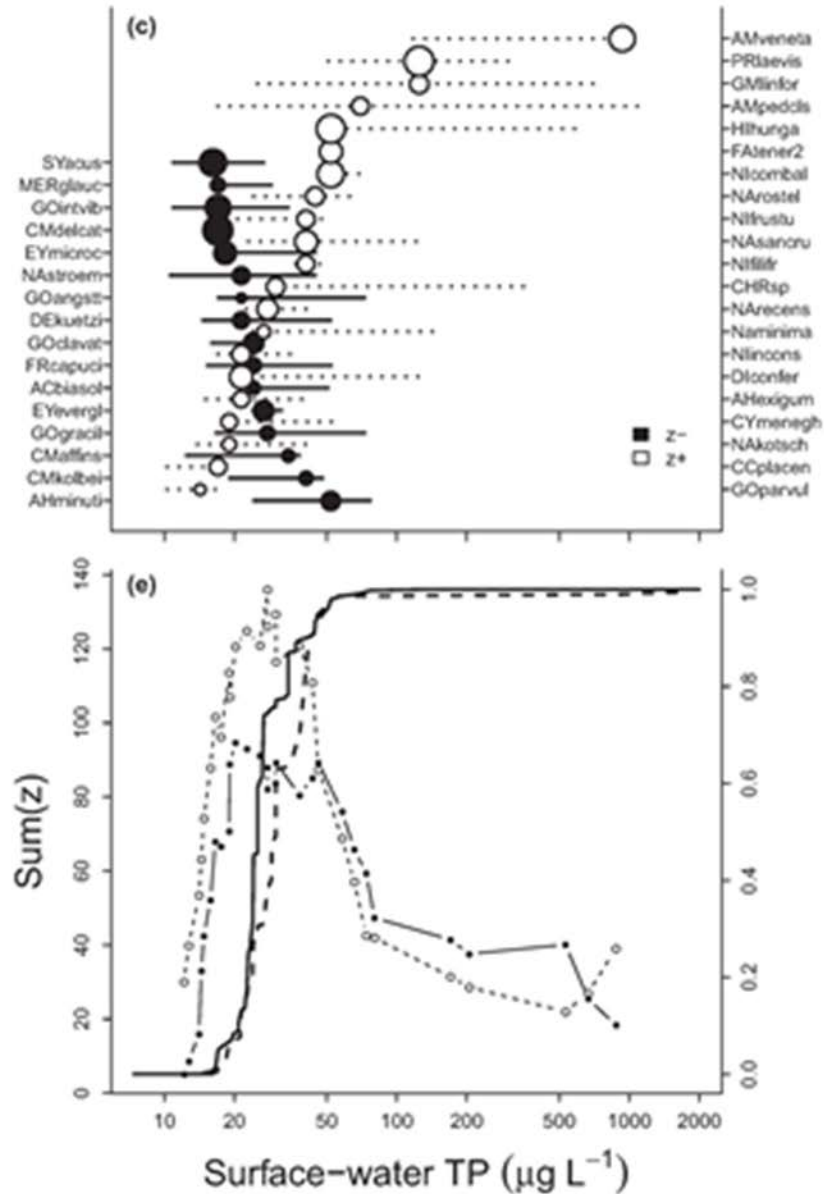 (c)
AMveneta
PRlaevis
GMlinfor
AMpedcls
HIhunga
FAtener2
NIcombal
NArostel
NIfrustu
NAsanoru
NIfilifr
CHRsp
NArecens
Naminima
NIincons
DIconfer
AHexigum
CYmenegh
NAkotsch
CCplacen
GOparvul
SYacus
MERglauc
GOintvib
CMdelcat
EYmicroc
NAstroem
GOangstt
DEkuetzi
GOclavat
FRcapuci
ACbiasol
EYevergl
GOgracil
CMaffins
CMkolbei
AHminuti
z−
z+
(e)
Sum(z)
140
120
100
80
60
40
20
0
1.0
0.8
0.6
0.4
0.2
0.0
10 20 50 100 200 500 1000 2000
Surface−water TP (µg L⁻¹)